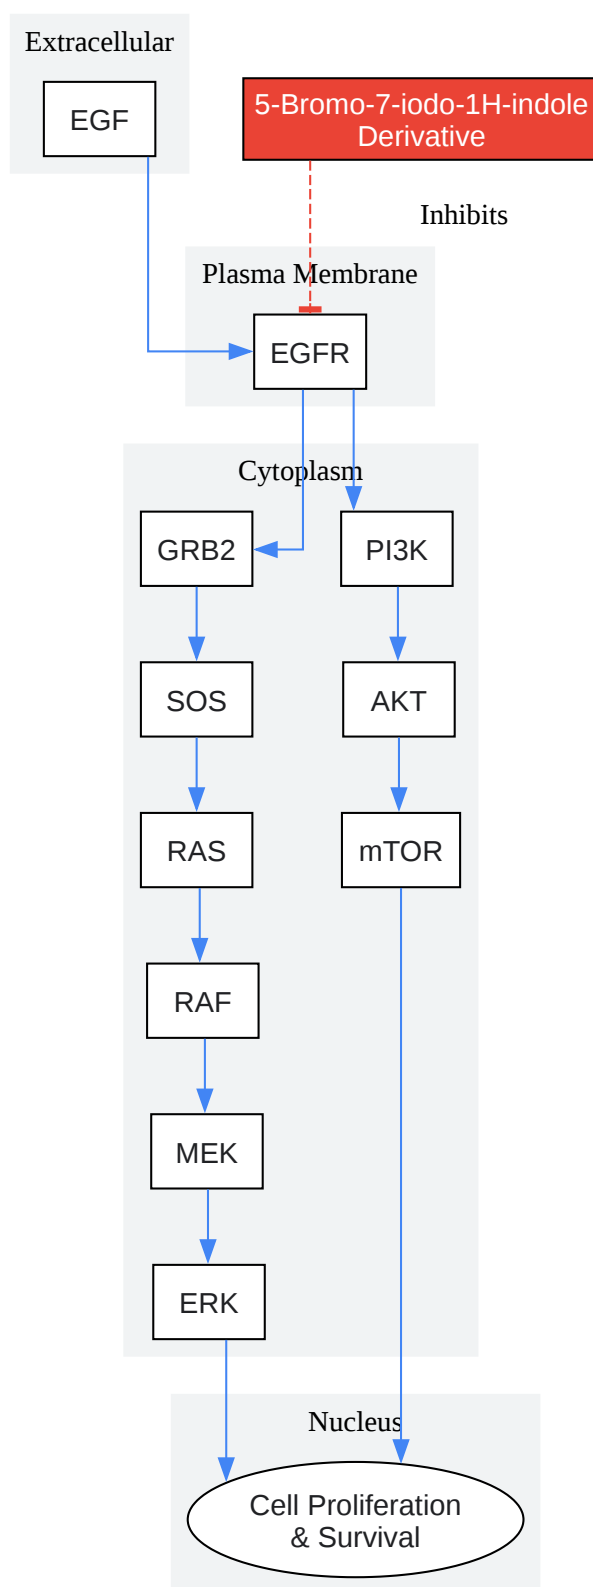 Extracellular
EGF
5-Bromo-7-iodo-1H-indole
Derivative
Inhibits
Plasma Membrane
EGFR
Cytoplasm
GRB2
PI3K
SOS
AKT
RAS
mTOR
RAF
MEK
ERK
Nucleus
Cell Proliferation
& Survival